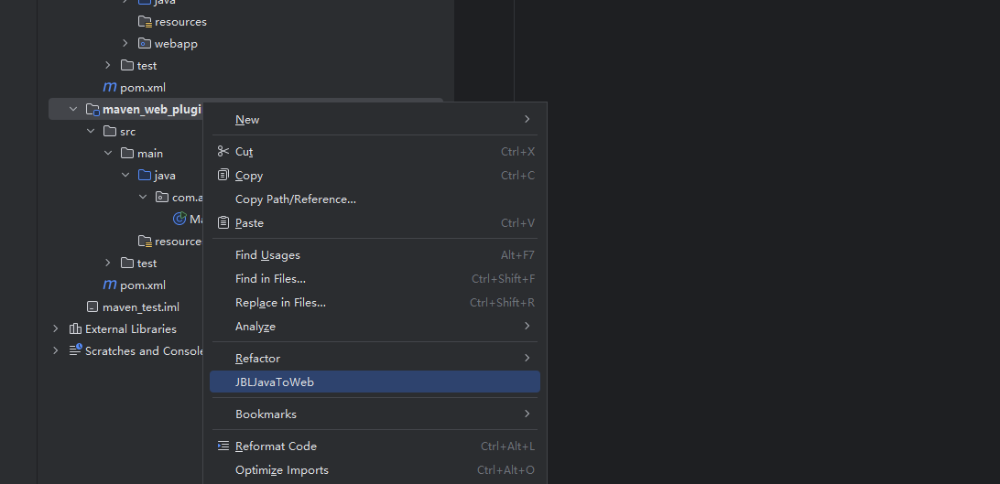 java
resources
webapp
test
m pom.xml
maven_web_plugi
src
main
java
com.a
Ma
resource
test
m pom.xml
maven_test.iml
External Libraries
Scratches and Console
New
Cut Ctrl+X
Copy Ctrl+C
Copy Path/Reference...
Paste Ctrl+V
Find Usages Alt+F7
Find in Files... Ctrl+Shift+F
Replace in Files... Ctrl+Shift+R
Analyze
Refactor
JBLJavaToWeb
Bookmarks
Reformat Code Ctrl+Alt+L
Optimize Imports Ctrl+Alt+O